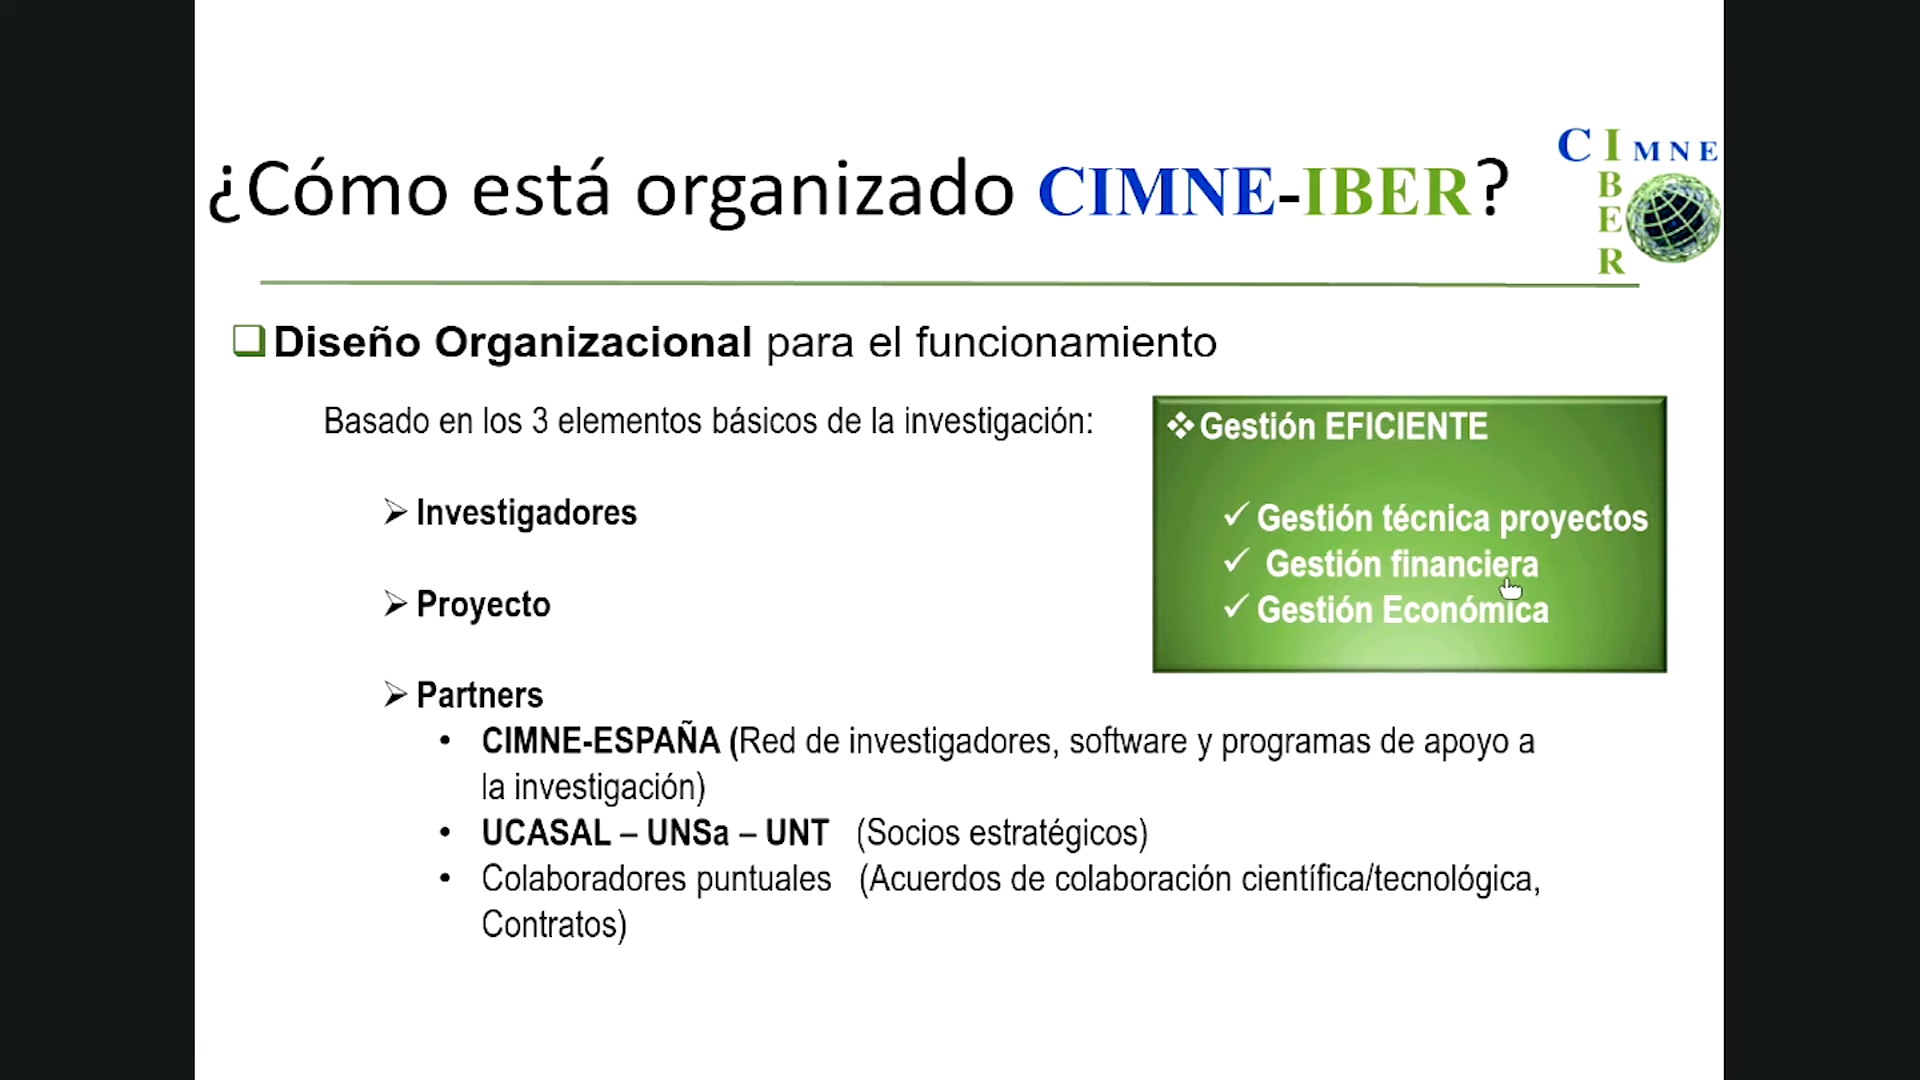 ¿Cómo está organizado CIMNE-IBER?
CIMNE
IBER
Diseño Organizacional para el funcionamiento
Basado en los 3 elementos básicos de la investigación:
Investigadores
Proyecto
Partners
CIMNE-ESPAÑA (Red de investigadores, software y programas de apoyo a
la investigación)
UCASAL – UNSa – UNT (Socios estratégicos)
Colaboradores puntuales (Acuerdos de colaboración científica/tecnológica,
Contratos)
Gestión EFICIENTE
Gestión técnica proyectos
Gestión financiera
Gestión Económica